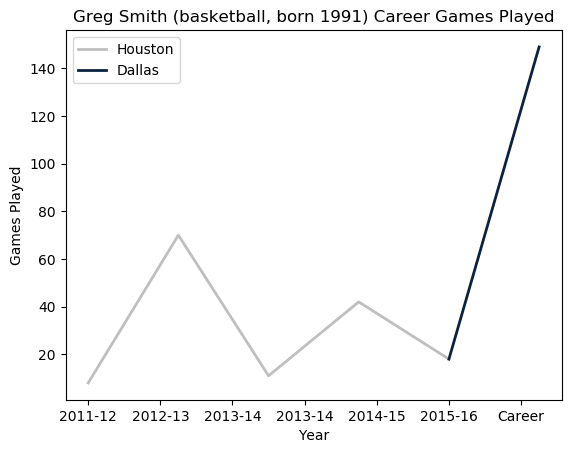 Greg Smith (basketball, born 1991) Career Games Played
Houston
Dallas
140
120
100
80
60
40
20
Games Played
2011-12 2012-13 2013-14 2013-14 2014-15 2015-16 Career
Year